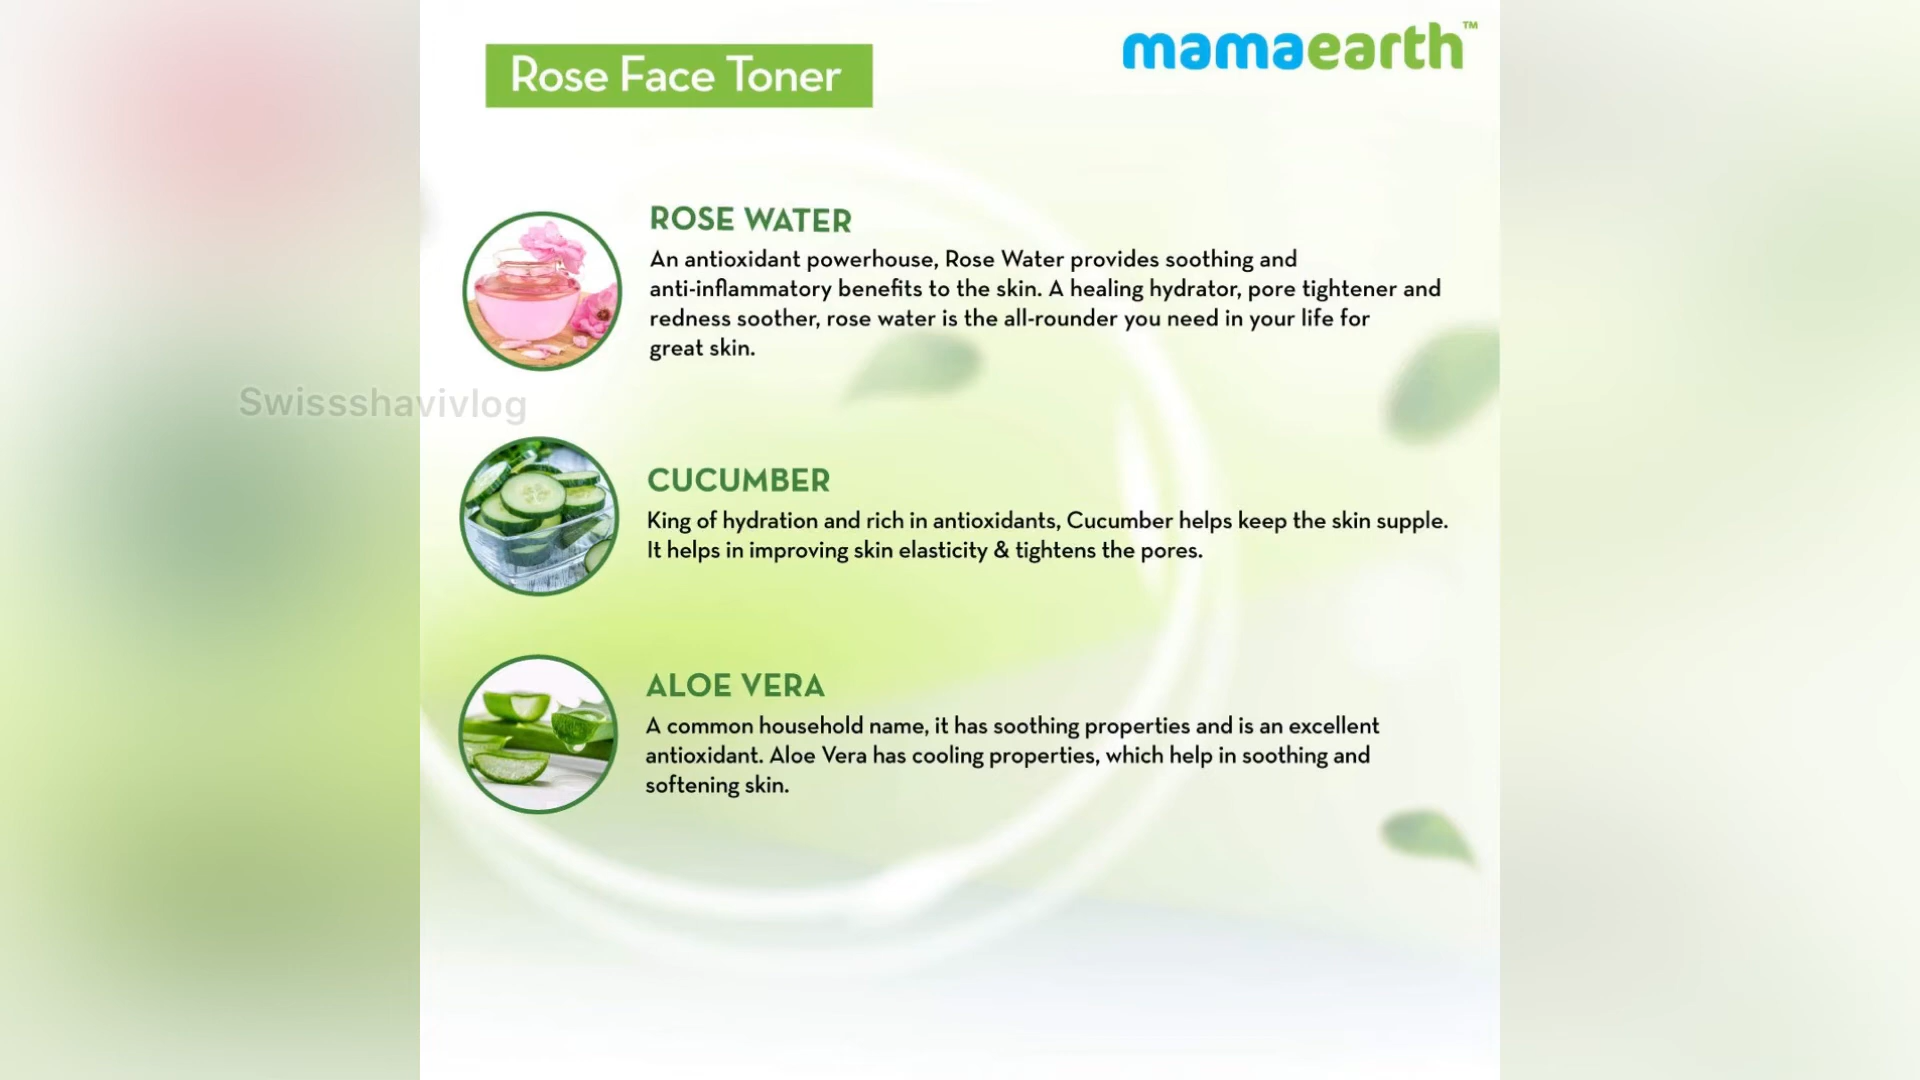 mamaearth™
Rose Face Toner
ROSE WATER
An antioxidant powerhouse, Rose Water provides soothing and
anti-inflammatory benefits to the skin. A healing hydrator, pore tightener and
redness soother, rose water is the all-rounder you need in your life for
great skin.
Swissshavivlog
CUCUMBER
King of hydration and rich in antioxidants, Cucumber helps keep the skin supple.
It helps in improving skin elasticity & tightens the pores.
ALOE VERA
A common household name, it has soothing properties and is an excellent
antioxidant. Aloe Vera has cooling properties, which help in soothing and
softening skin.